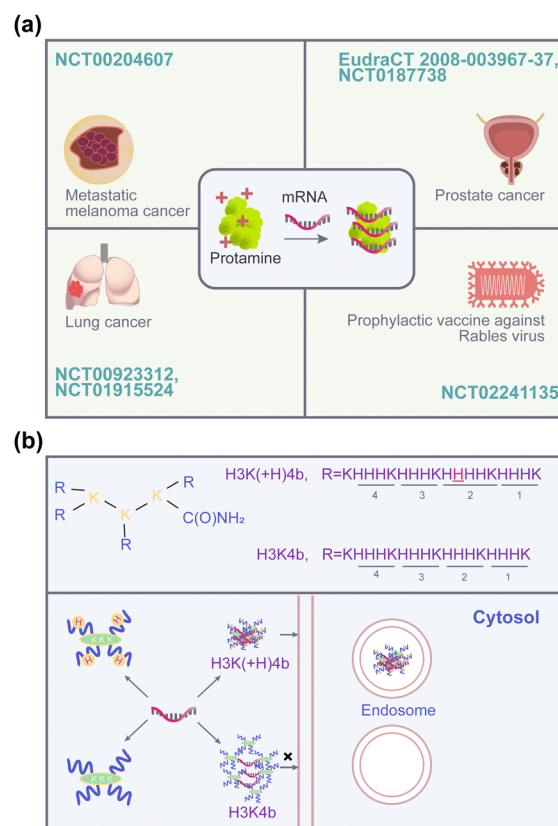 (a)
NCT00204607
EudraCT 2008-003967-37,
NCT0187738
Metastatic
melanoma cancer
Prostate cancer
mRNA
Protamine
Lung cancer
Prophylactic vaccine against
Rables virus
NCT00923312,
NCT01915524
NCT02241135
(b)
R
R
R
R
K
K
K
C(O)NH₂
H3K(+H)4b, R=KHHHKHHHKHHHHKHHHK
4 3 2 1
H3K4b, R=KHHHKHHHKHHHKHHHK
4 3 2 1
Cytosol
H H
K K K
H H
H3K(+H)4b
Endosome
K K K
H3K4b